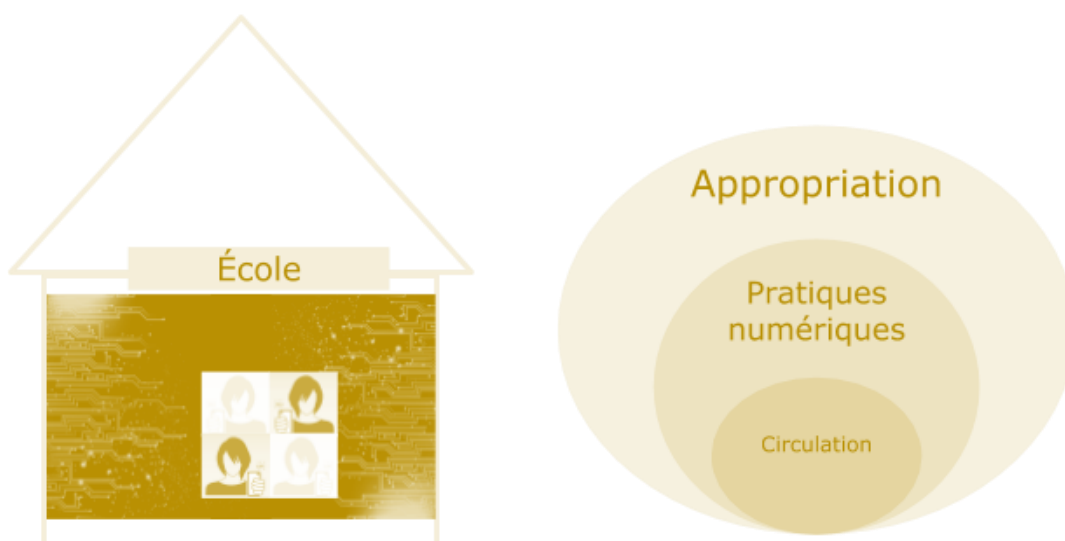 École
Appropriation
Pratiques
numériques
Circulation